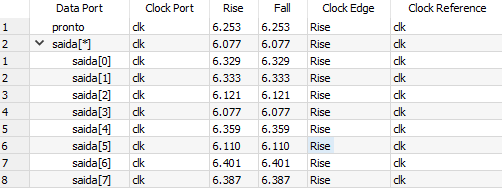 Data Port Clock Port Rise Fall Clock Edge Clock Reference
1 pronto clk 6.253 6.253 Rise clk
2 saida[*] clk 6.077 6.077 Rise clk
1 saida[0] clk 6.329 6.329 Rise clk
2 saida[1] clk 6.333 6.333 Rise clk
3 saida[2] clk 6.121 6.121 Rise clk
4 saida[3] clk 6.077 6.077 Rise clk
5 saida[4] clk 6.359 6.359 Rise clk
6 saida[5] clk 6.110 6.110 Rise clk
7 saida[6] clk 6.401 6.401 Rise clk
8 saida[7] clk 6.387 6.387 Rise clk